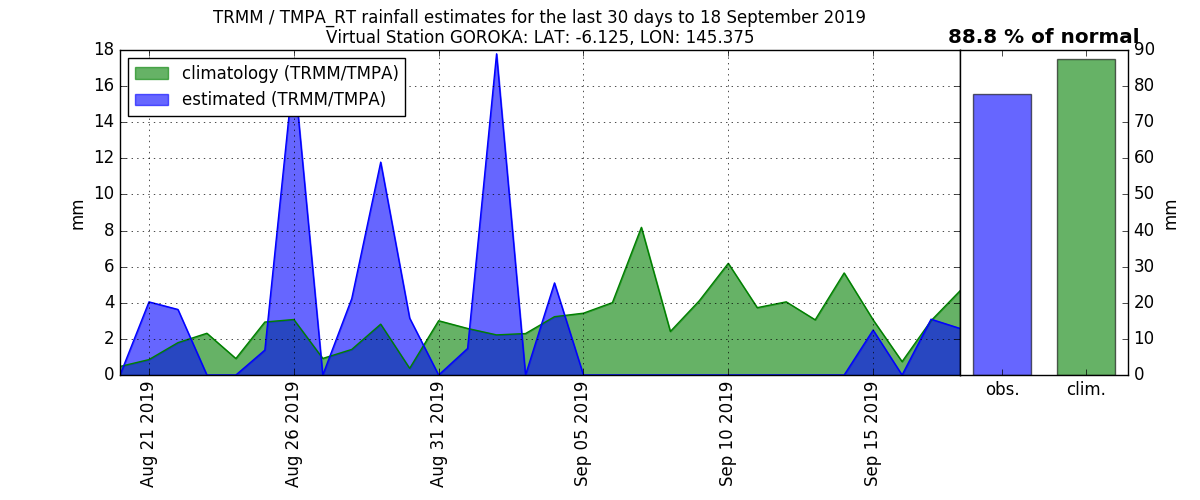 TRMM / TMPA_RT rainfall estimates for the last 30 days to 18 September 2019
Virtual Station GOROKA: LAT: -6.125, LON: 145.375
88.8 % of normal
climatology (TRMM/TMPA)
estimated (TRMM/TMPA)
18
16
14
12
10
8
6
4
2
0
mm
Aug 21 2019
Aug 26 2019
Aug 31 2019
Sep 05 2019
Sep 10 2019
Sep 15 2019
obs.
clim.
90
80
70
60
50
40
30
20
10
0
mm